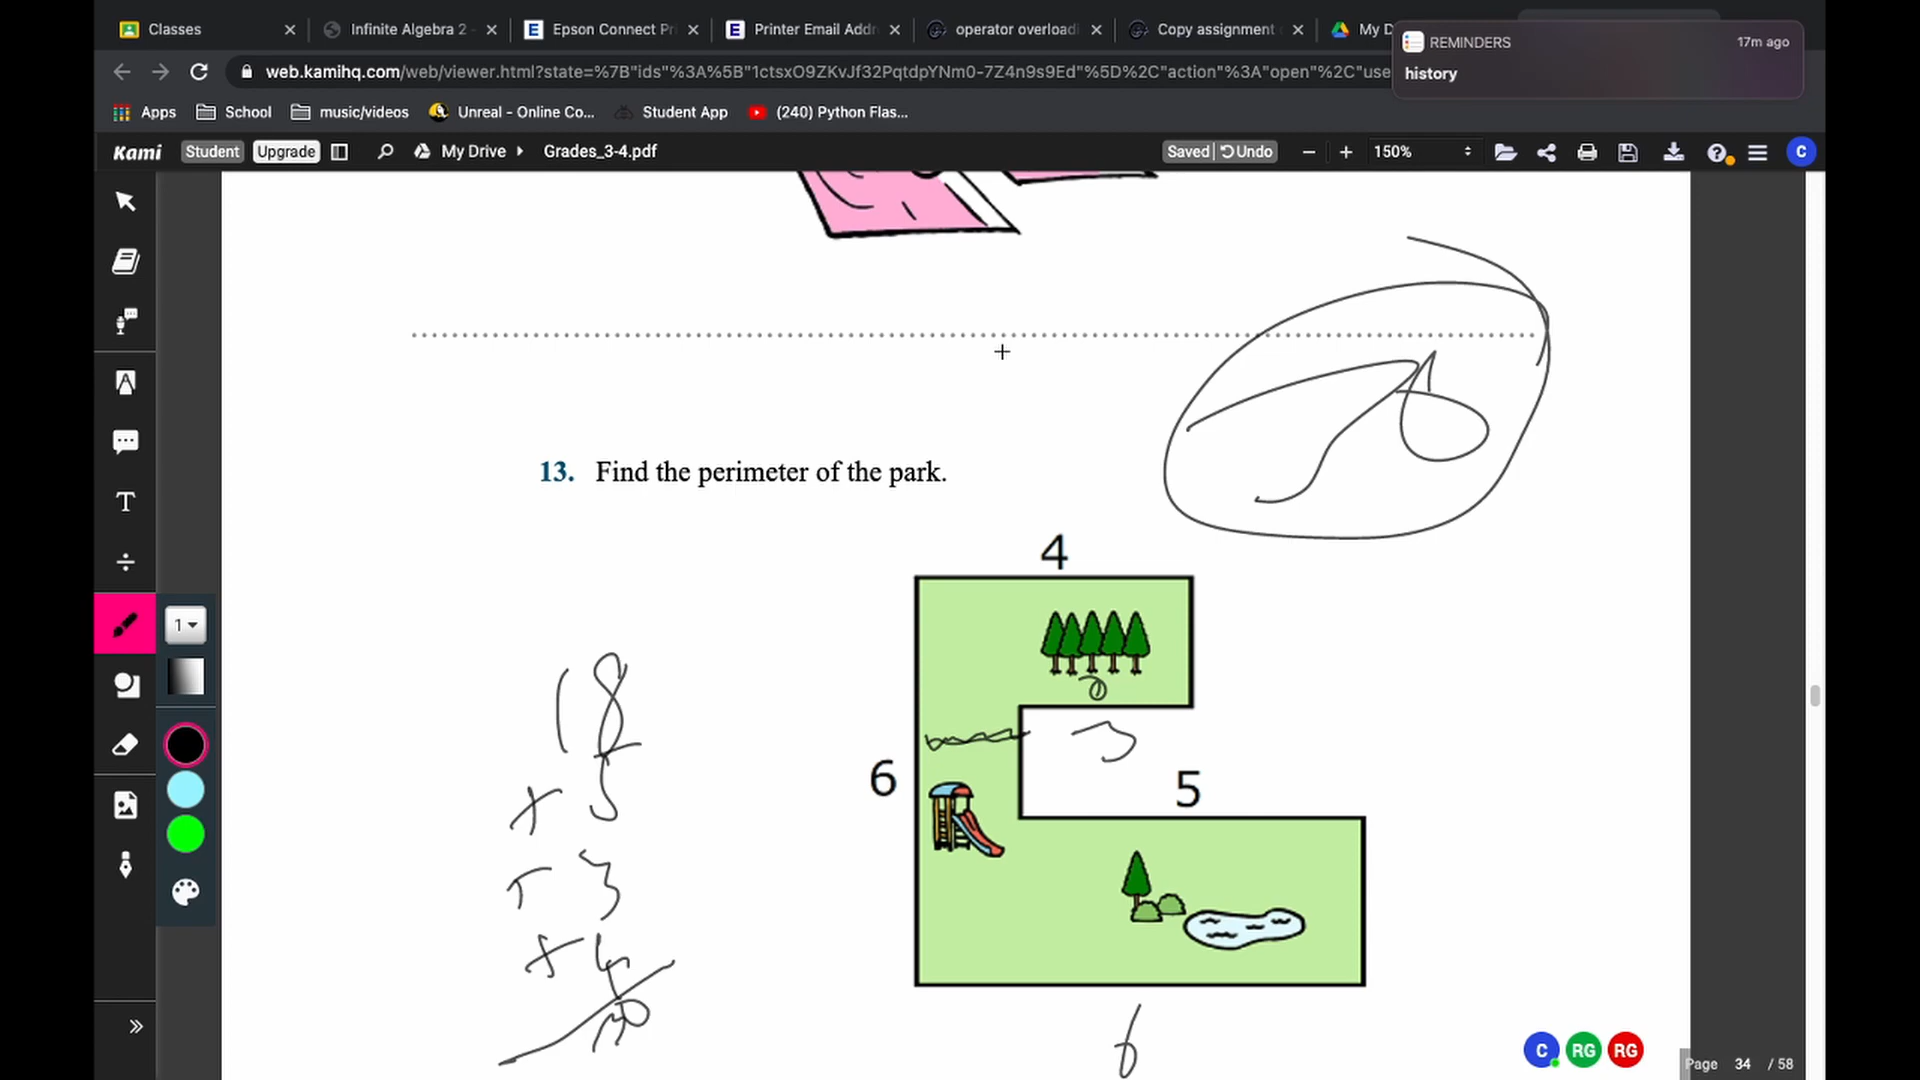 Classes
Infinite Algebra 2 -
Epson Connect Pri
Printer Email Addr
operator overloadi
Copy assignment
My D
REMINDERS
17m ago
history
web.kamihq.com/web/viewer.html?state=%7B"ids"%3A%5B"1ctsxO9ZKvJf32PqtdpYNm0-7Z4n9s9Ed"%5D%2C"action"%3A"open"%2C"use
Apps
School
music/videos
Unreal - Online Co...
Student App
(240) Python Flas...
Kami
Student
Upgrade
My Drive
Grades_3-4.pdf
Saved
Undo
150%
C
13. Find the perimeter of the park.
4
1
18
3
6
5
+ 5
+ 3
+ 4
30
6
C
RG
RG
Page 34 / 58